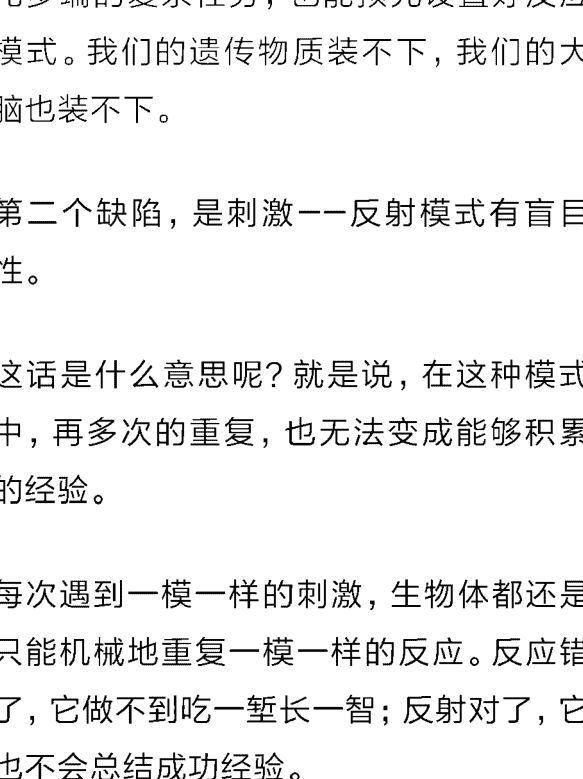 模式。我们的遗传物质装不下，我们的大
脑也装不下。
第二个缺陷，是刺激——反射模式有盲目
性。
这话是什么意思呢？就是说，在这种模式
中，再多次的重复，也无法变成能够积累
的经验。
每次遇到一模一样的刺激，生物体都还是
只能机械地重复一模一样的反应。反应错
了，它做不到吃一堑长一智；反射对了，它
也不会总结成功经验。